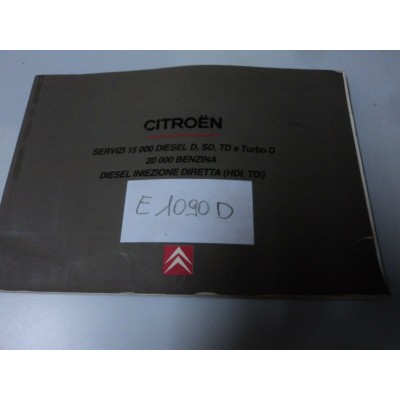 CITROËN
SERVIZI 15 000 DIESEL D, SD, TD e Turbo D
20 000 BENZINA
DIESEL INIEZIONE DIRETTA (HDI, TDI)
E 1090 D